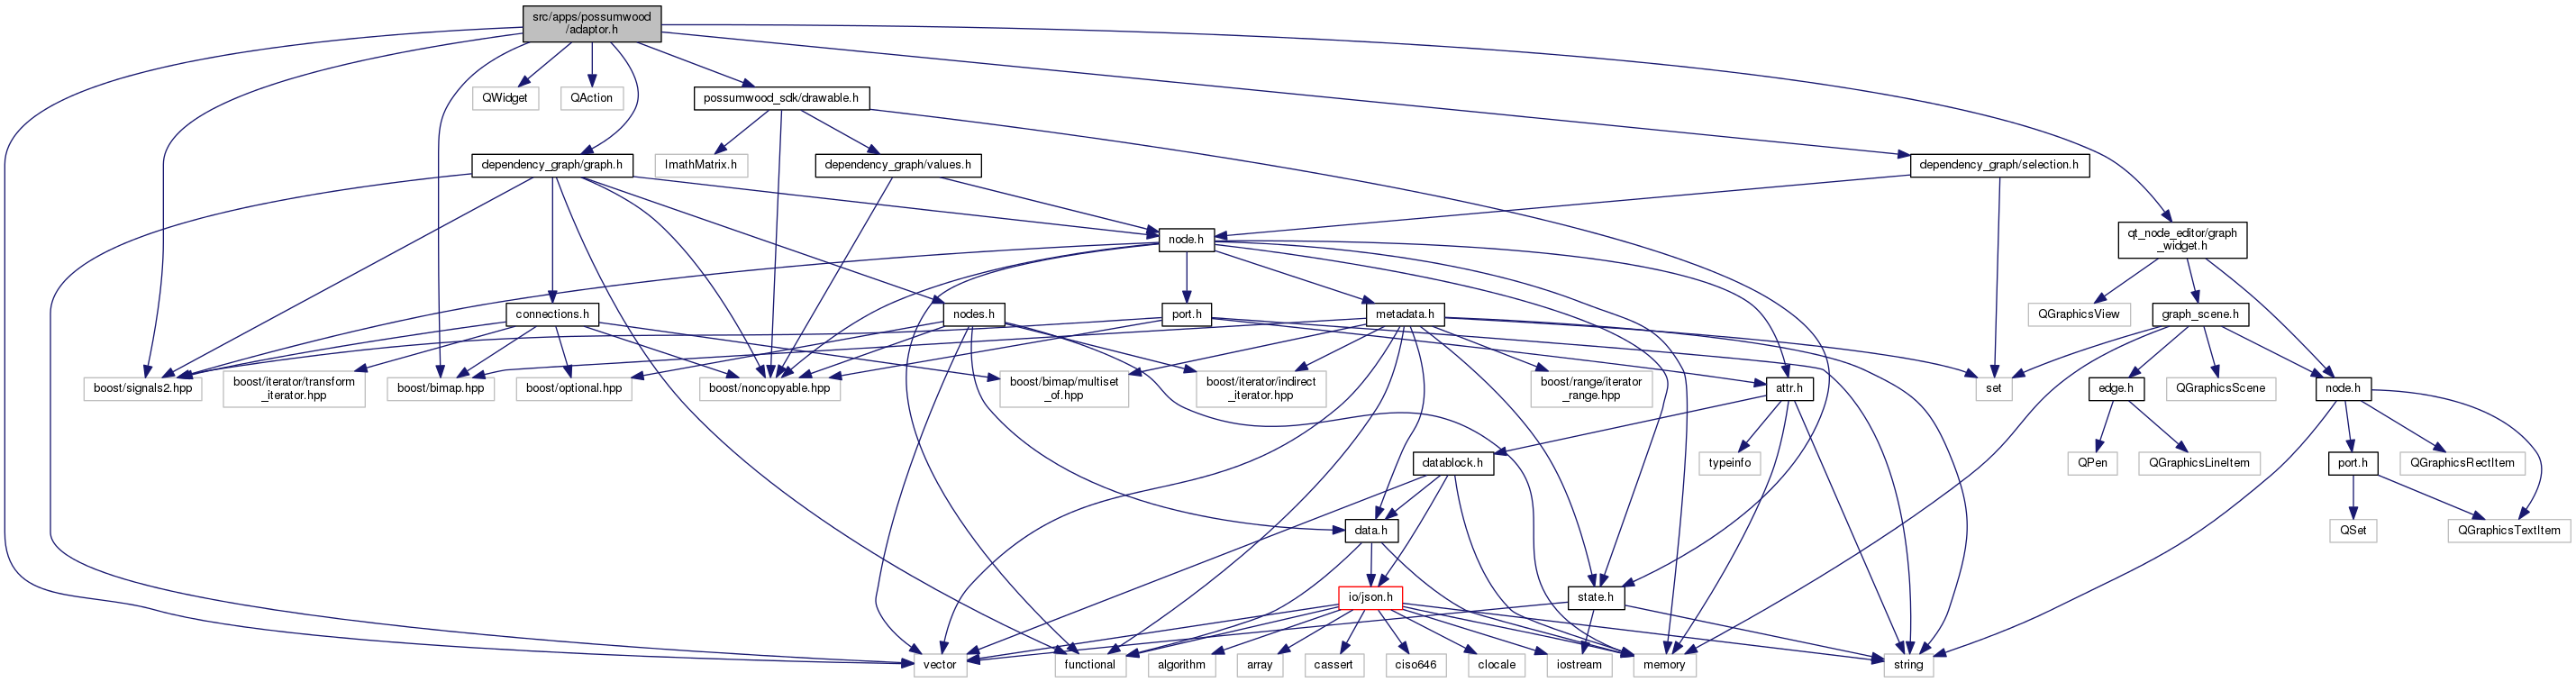 src/apps/possumwood
/adaptor.h
QWidget
QAction
possumwood_sdk/drawable.h
dependency_graph/graph.h
ImathMatrix.h
dependency_graph/values.h
dependency_graph/selection.h
node.h
qt_node_editor/graph
_widget.h
connections.h
nodes.h
port.h
metadata.h
QGraphicsView
graph_scene.h
boost/signals2.hpp
boost/iterator/transform
_iterator.hpp
boost/bimap.hpp
boost/optional.hpp
boost/noncopyable.hpp
boost/bimap/multiset
_of.hpp
boost/iterator/indirect
_iterator.hpp
boost/range/iterator
_range.hpp
attr.h
set
edge.h
QGraphicsScene
node.h
typeinfo
datablock.h
QPen
QGraphicsLineItem
port.h
QGraphicsRectItem
data.h
QSet
QGraphicsTextItem
io/json.h
state.h
vector
functional
algorithm
array
cassert
ciso646
clocale
iostream
memory
string